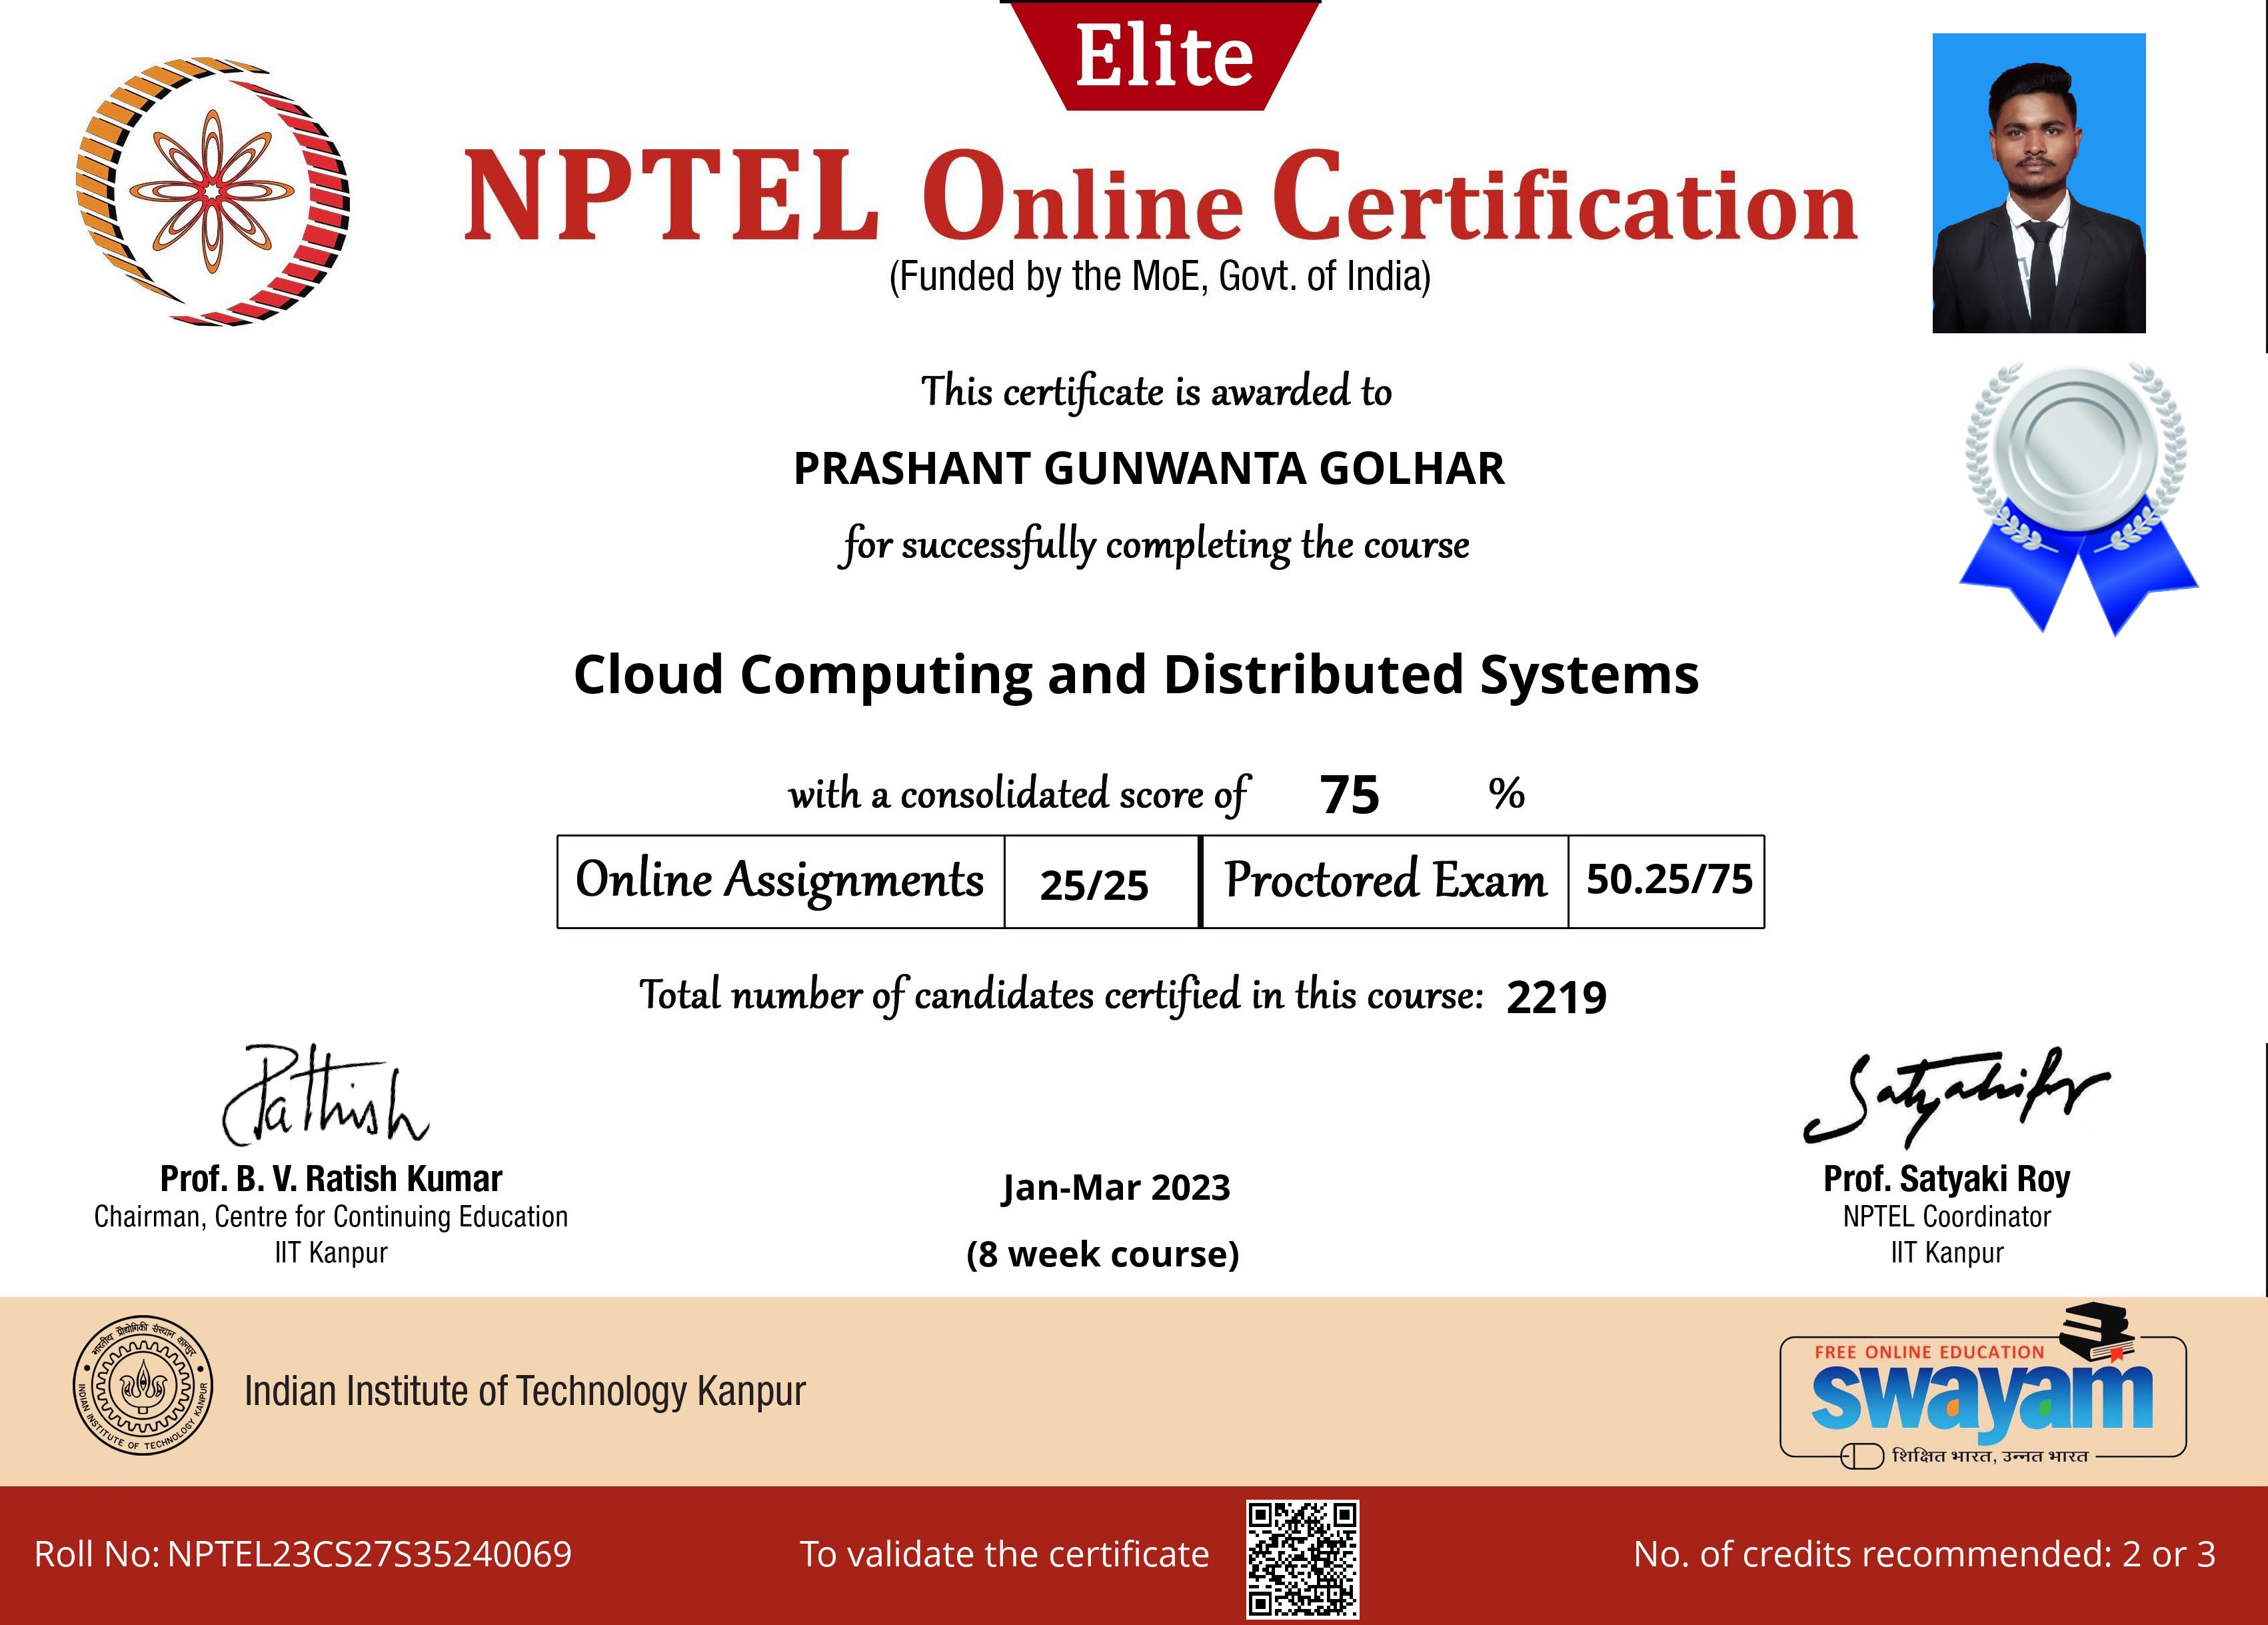 Elite
NPTEL Online Certification
(Funded by the MoE, Govt. of India)
This certificate is awarded to
PRASHANT GUNWANTA GOLHAR
for successfully completing the course
Cloud Computing and Distributed Systems
with a consolidated score of 75 %
Online Assignments 25/25 Proctored Exam 50.25/75
Total number of candidates certified in this course: 2219
Prof. B. V. Ratish Kumar
Chairman, Centre for Continuing Education
IIT Kanpur
Jan-Mar 2023
(8 week course)
Prof. Satyaki Roy
NPTEL Coordinator
IIT Kanpur
भारतीय प्रौद्योगिकी संस्थान कानपुर
INDIAN INSTITUTE OF TECHNOLOGY KANPUR
Indian Institute of Technology Kanpur
FREE ONLINE EDUCATION
swayam
शिक्षित भारत, उन्नत भारत
Roll No: NPTEL23CS27S35240069
To validate the certificate
No. of credits recommended: 2 or 3